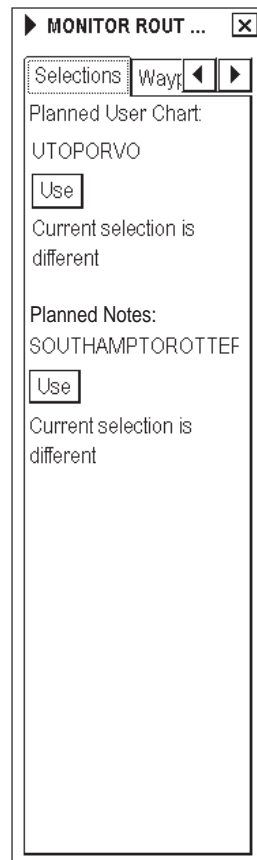 MONITOR ROUT ...
Selections Wayp
Planned User Chart:
UTOPORVO
Use
Current selection is
different
Planned Notes:
SOUTHAMPTOROTTEF
Use
Current selection is
different